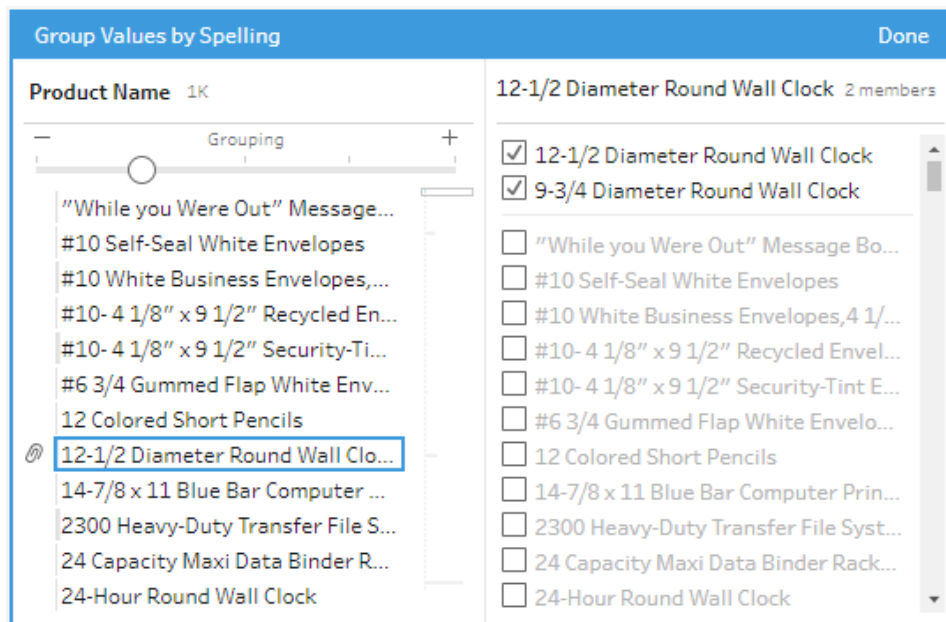 Group Values by Spelling
Done
Product Name 1K
− Grouping +
”While you Were Out” Message...
#10 Self-Seal White Envelopes
#10 White Business Envelopes,...
#10- 4 1/8” x 9 1/2” Recycled En...
#10- 4 1/8” x 9 1/2” Security-Ti...
#6 3/4 Gummed Flap White Env...
12 Colored Short Pencils
12-1/2 Diameter Round Wall Clo...
14-7/8 x 11 Blue Bar Computer ...
2300 Heavy-Duty Transfer File S...
24 Capacity Maxi Data Binder R...
24-Hour Round Wall Clock
12-1/2 Diameter Round Wall Clock 2 members
12-1/2 Diameter Round Wall Clock
9-3/4 Diameter Round Wall Clock
”While you Were Out” Message Bo...
#10 Self-Seal White Envelopes
#10 White Business Envelopes,4 1/...
#10- 4 1/8” x 9 1/2” Recycled Envel...
#10- 4 1/8” x 9 1/2” Security-Tint E...
#6 3/4 Gummed Flap White Envelo...
12 Colored Short Pencils
14-7/8 x 11 Blue Bar Computer Prin...
2300 Heavy-Duty Transfer File Syst...
24 Capacity Maxi Data Binder Rack...
24-Hour Round Wall Clock